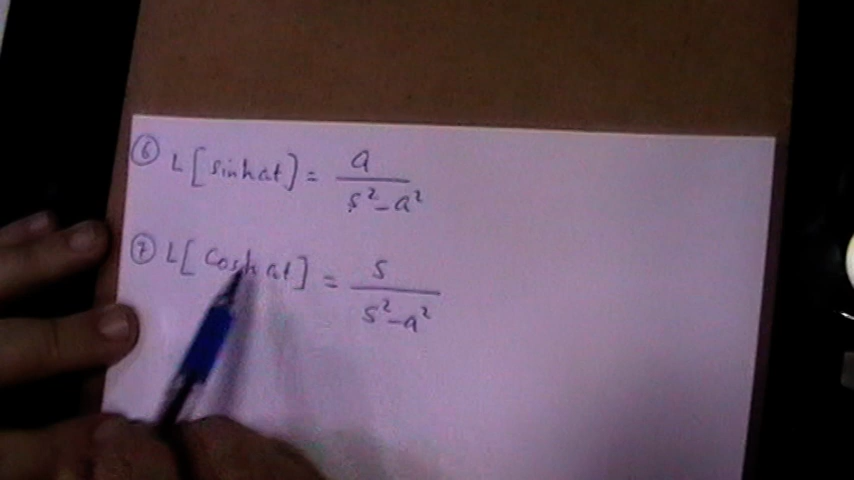 ⑥ L[sinhat] = a / s²-a²
⑦ L[Coshat] = s / s²-a²